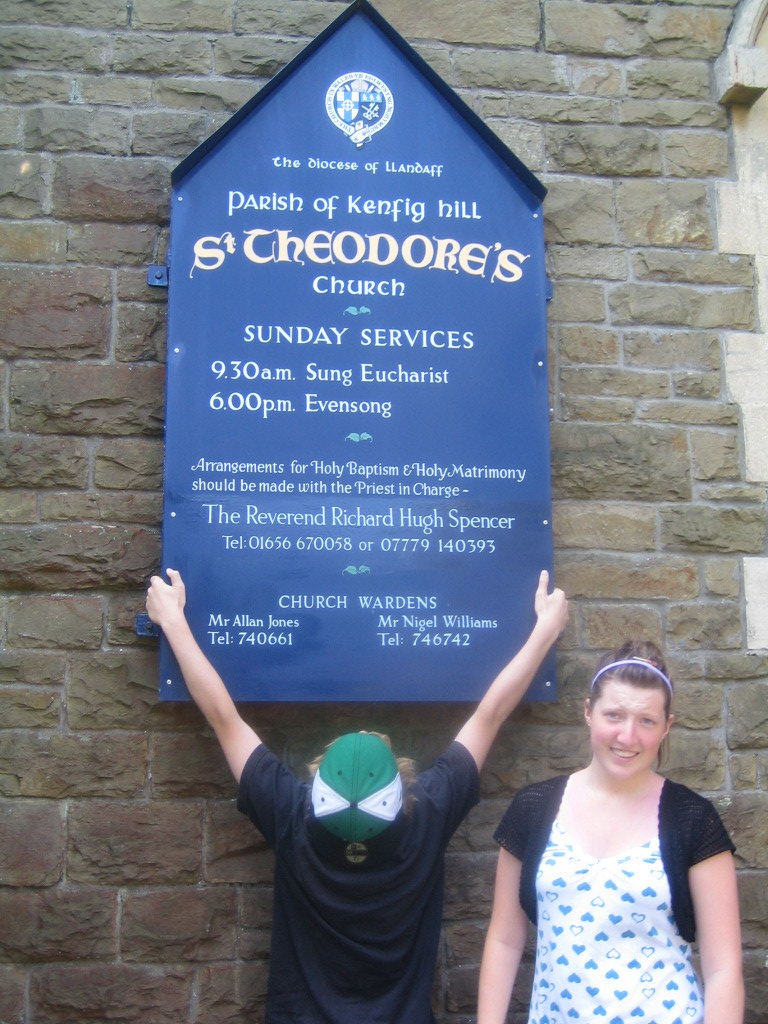 The Diocese of Llandaff
Parish of Kenfig Hill
St Theodore's
Church
SUNDAY SERVICES
9.30a.m. Sung Eucharist
6.00p.m. Evensong
Arrangements for Holy Baptism & Holy Matrimony
should be made with the Priest in Charge -
The Reverend Richard Hugh Spencer
Tel: 01656 670058 or 07779 140393
CHURCH WARDENS
Mr Allan Jones Mr Nigel Williams
Tel: 740661 Tel: 746742